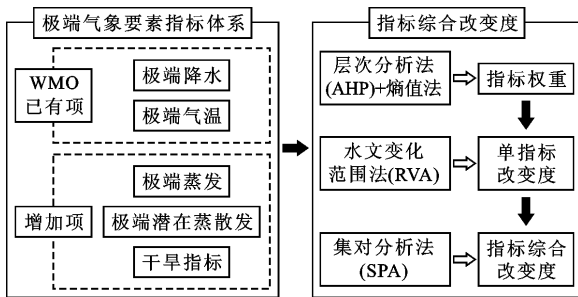 极端气象要素指标体系
WMO
已有项
极端降水
极端气温
增加项
极端蒸发
极端潜在蒸散发
干旱指标
指标综合改变度
层次分析法
(AHP)+熵值法
指标权重
水文变化
范围法(RVA)
单指标
改变度
集对分析法
(SPA)
指标综合
改变度